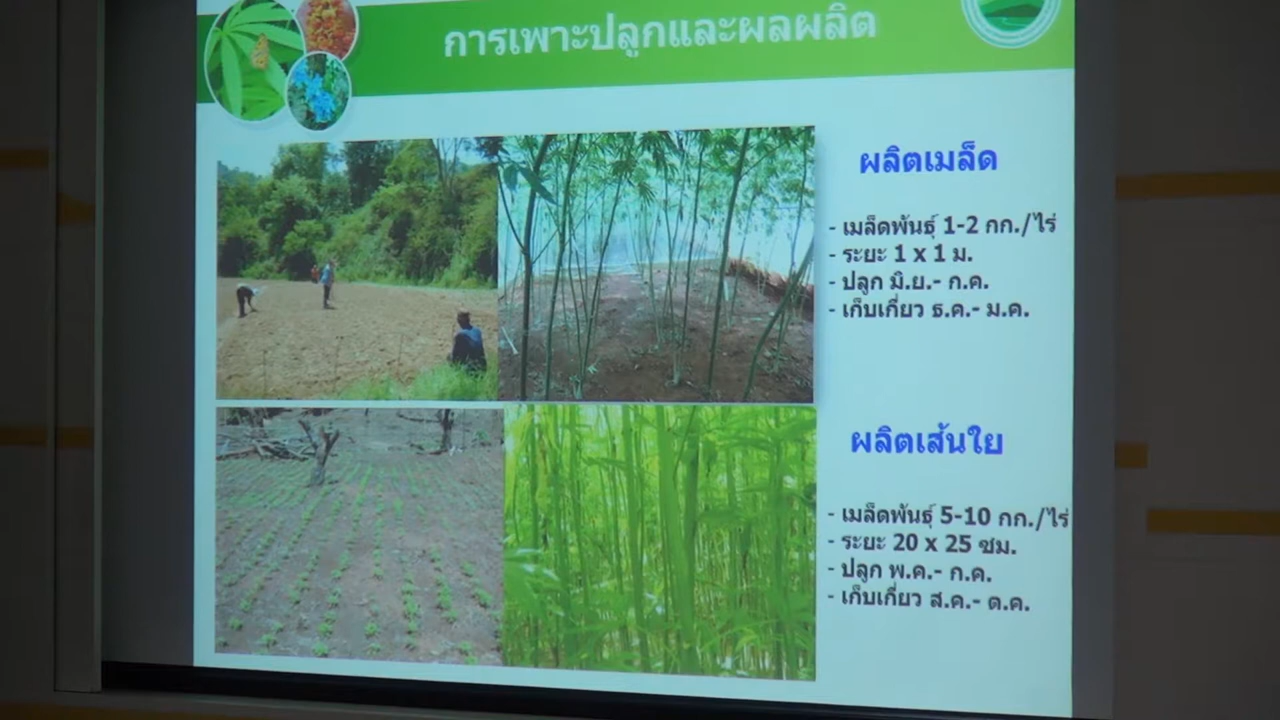 การเพาะปลูกและผลผลิต
ผลิตเมล็ด
- เมล็ดพันธุ์ 1-2 กก./ไร่
- ระยะ 1 x 1 ม.
- ปลูก มิ.ย.- ก.ค.
- เก็บเกี่ยว ธ.ค.- ม.ค.
ผลิตเส้นใย
- เมล็ดพันธุ์ 5-10 กก./ไร่
- ระยะ 20 x 25 ซม.
- ปลูก พ.ค.- ก.ค.
- เก็บเกี่ยว ส.ค.- ต.ค.